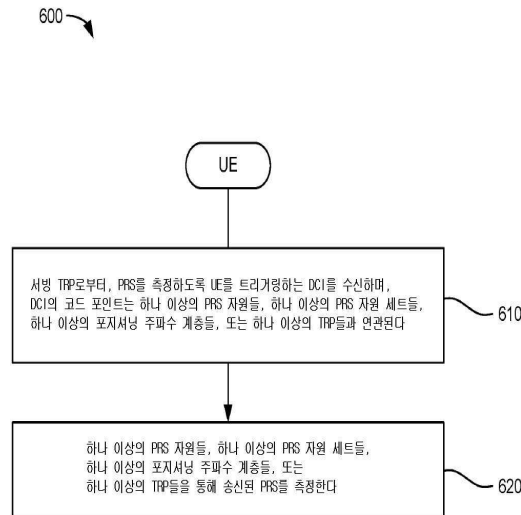 600
UE
서빙 TRP로부터, PRS를 측정하도록 UE를 트리거링하는 DCI를 수신하며,
DCI의 코드 포인트는 하나 이상의 PRS 자원들, 하나 이상의 PRS 자원 세트들,
하나 이상의 포지셔닝 주파수 계층들, 또는 하나 이상의 TRP들과 연관된다
610
하나 이상의 PRS 자원들, 하나 이상의 PRS 자원 세트들,
하나 이상의 포지셔닝 주파수 계층들, 또는
하나 이상의 TRP들을 통해 송신된 PRS를 측정한다
620